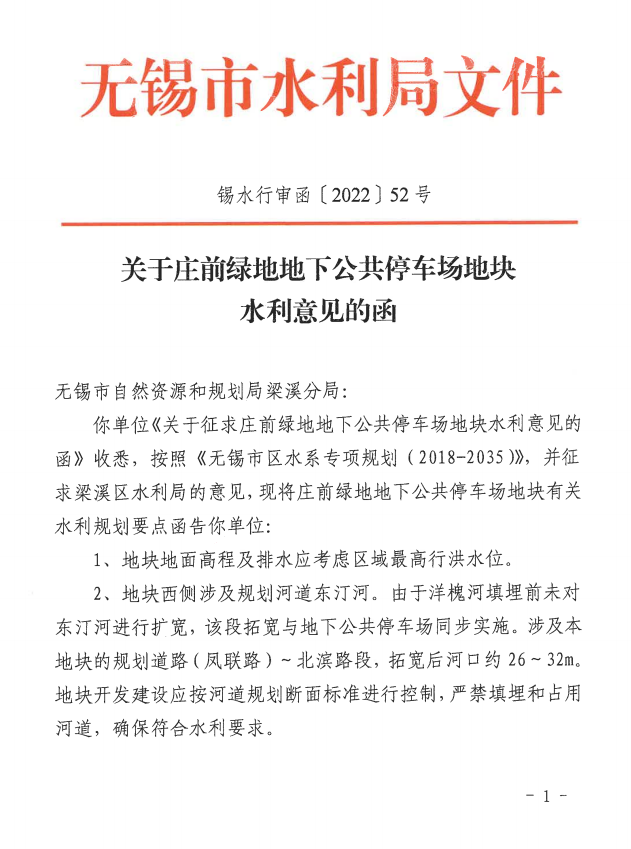 无锡市水利局文件
锡水行审函〔2022〕52号
关于庄前绿地地下公共停车场地块
水利意见的函
无锡市自然资源和规划局梁溪分局：
你单位《关于征求庄前绿地地下公共停车场地块水利意见的
函》收悉，按照《无锡市区水系专项规划（2018-2035)》，并征
求梁溪区水利局的意见，现将庄前绿地地下公共停车场地块有关
水利规划要点函告你单位：
1、地块地面高程及排水应考虑区域最高行洪水位。
2、地块西侧涉及规划河道东汀河。由于洋槐河填埋前未对
东汀河进行扩宽，该段拓宽与地下公共停车场同步实施。涉及本
地块的规划道路（凤联路）～北滨路段，拓宽后河口约26～32m。
地块开发建设应按河道规划断面标准进行控制，严禁填埋和占用
河道，确保符合水利要求。
- 1 -